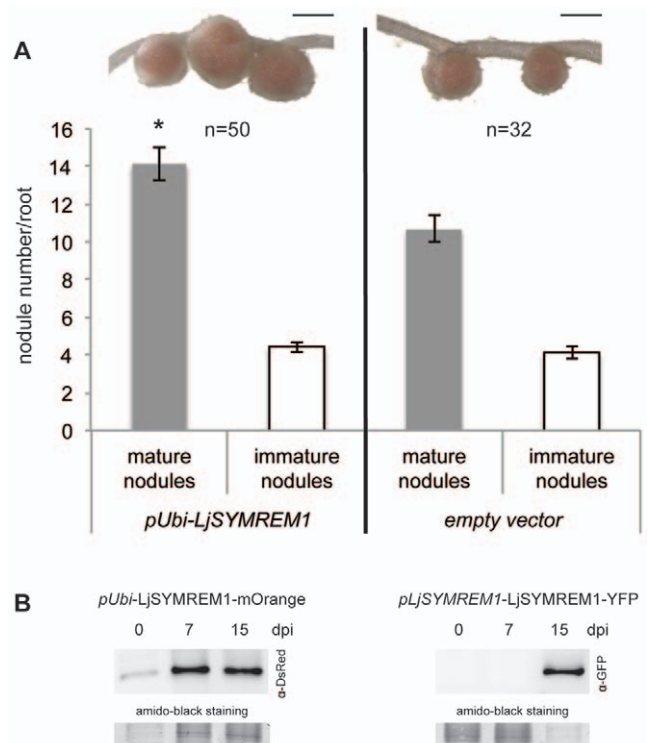 A
* n=50 n=32
16
14
12
10
8
6
4
2
0
nodule number/root
mature nodules immature nodules mature nodules immature nodules
pUbi-LjSYMREM1 empty vector
B
pUbi-LjSYMREM1-mOrange pLjSYMREM1-LjSYMREM1-YFP
0 7 15 dpi 0 7 15 dpi
α-DsRed α-GFP
amido-black staining amido-black staining